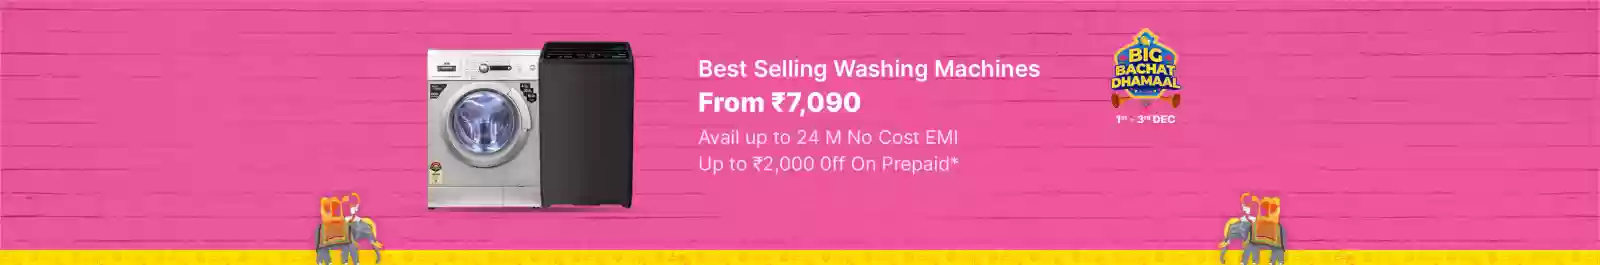 Best Selling Washing Machines
From ₹7,090
Avail up to 24 M No Cost EMI
Up to ₹2,000 Off On Prepaid*
BIG
BACHAT
DHAMAAL
1st - 3rd DEC